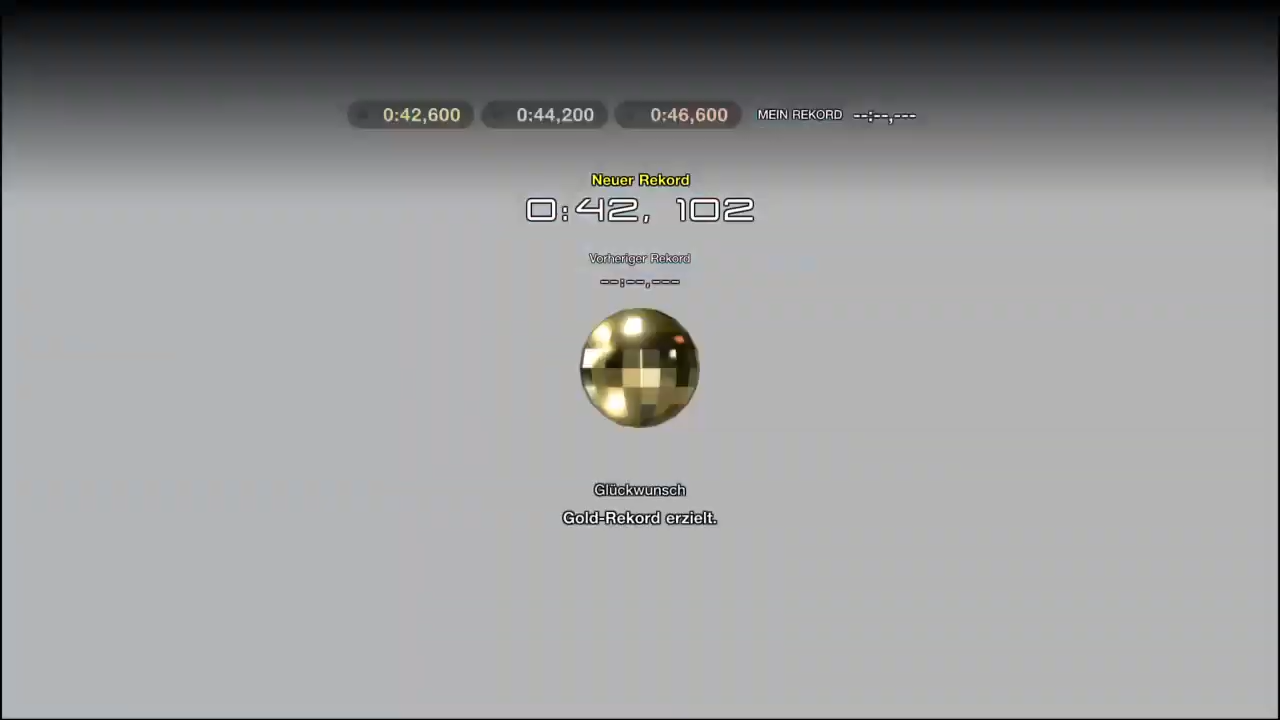 0:42,600 0:44,200 0:46,600 MEIN REKORD --:--,---
Neuer Rekord
0:42, 102
Vorheriger Rekord
--:--,---
Glückwunsch
Gold-Rekord erzielt.